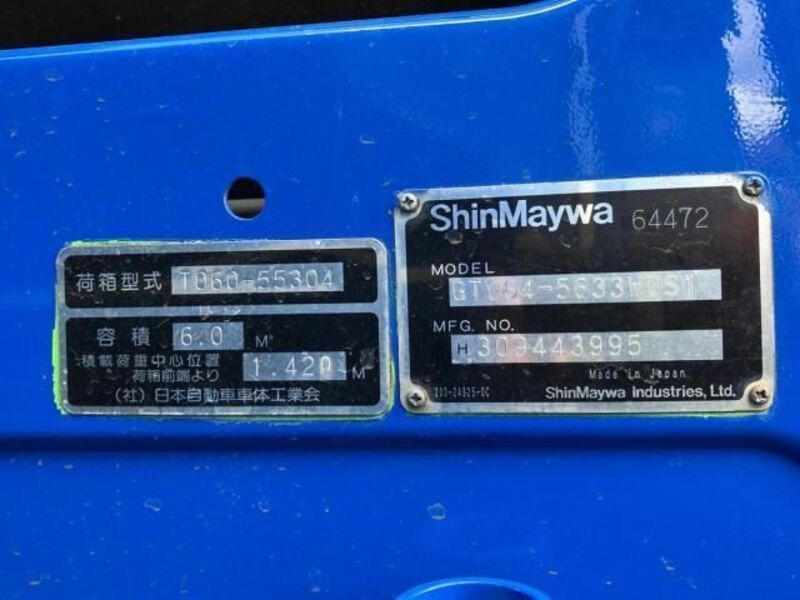 荷箱型式 T060-55304
容積 6.0 M
積載荷重中心位置
荷箱前端より 1.420 M
(社)日本自動車車体工業会
ShinMaywa 64472
MODEL
MFG. NO.
H 309443995
Made in Japan
ShinMaywa Industries, Ltd.